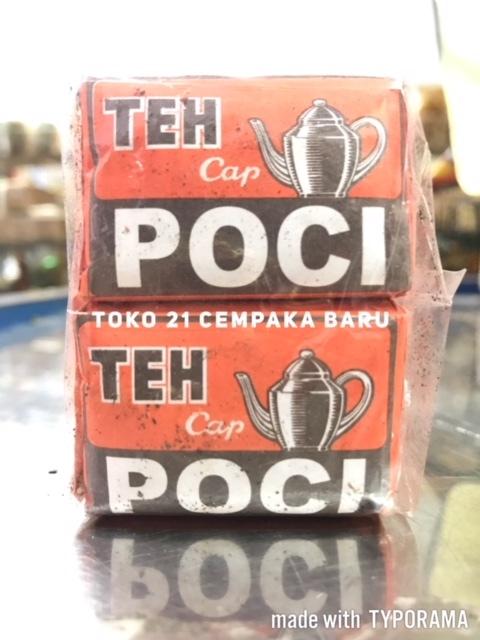 TEH
Cap
POCI
TOKO 21 CEMPAKA BARU
TEH
Cap
POCI
made with TYPORAMA